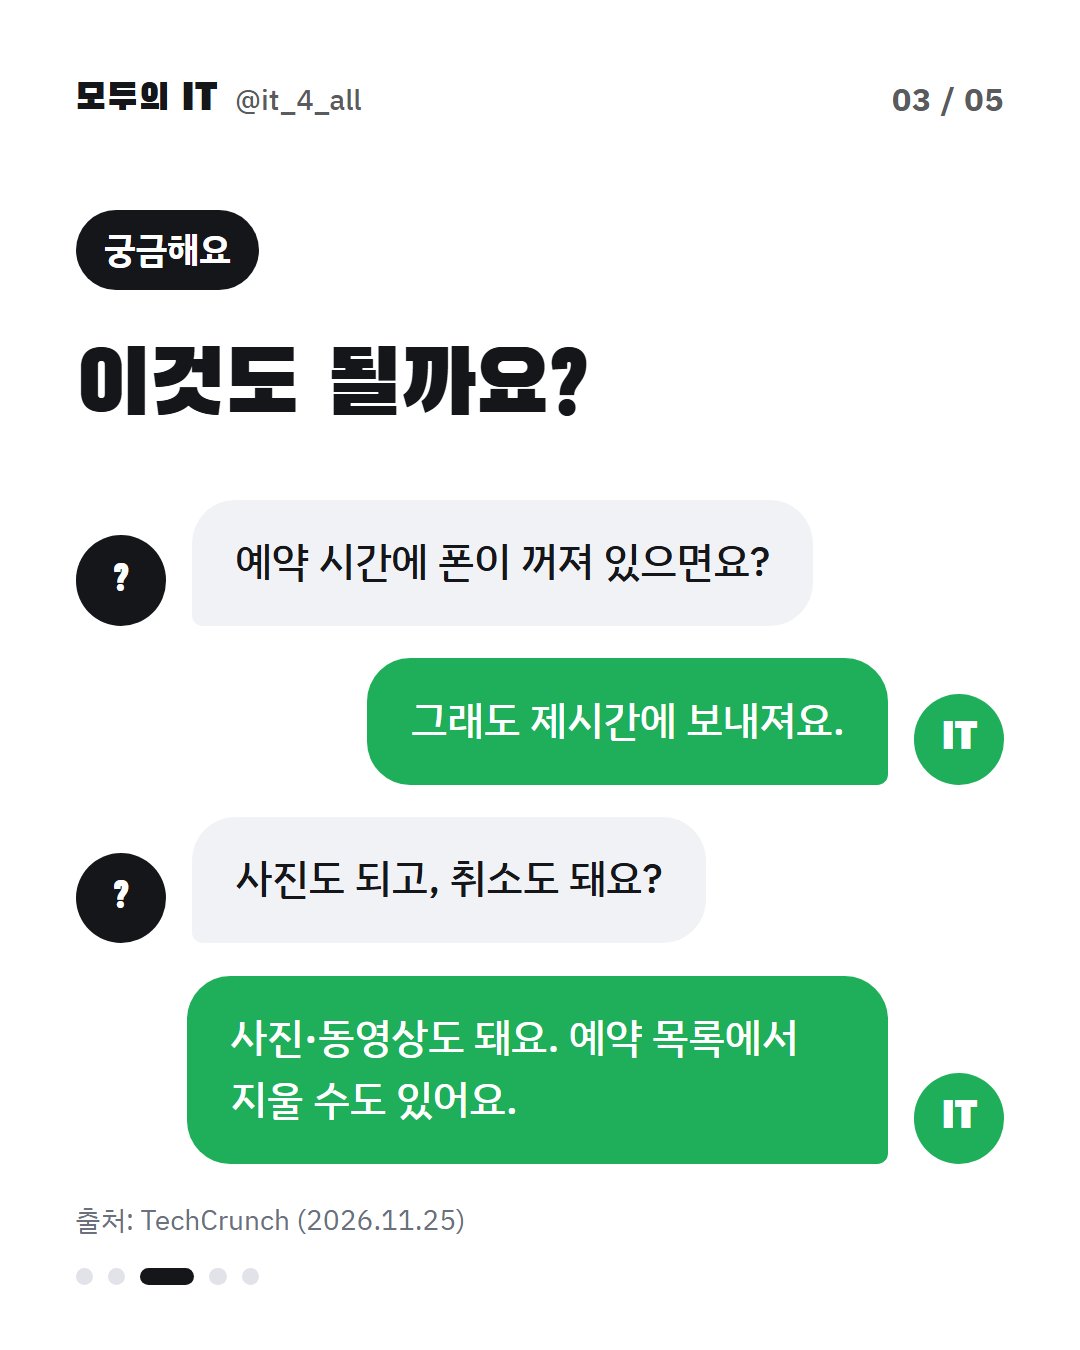 모두의 IT @it_4_all
03 / 05
궁금해요
이것도 될까요?
?
예약 시간에 폰이 꺼져 있으면요?
그래도 제시간에 보내져요.
IT
?
사진도 되고, 취소도 돼요?
사진·동영상도 돼요. 예약 목록에서
지울 수도 있어요.
IT
출처: TechCrunch (2026.11.25)